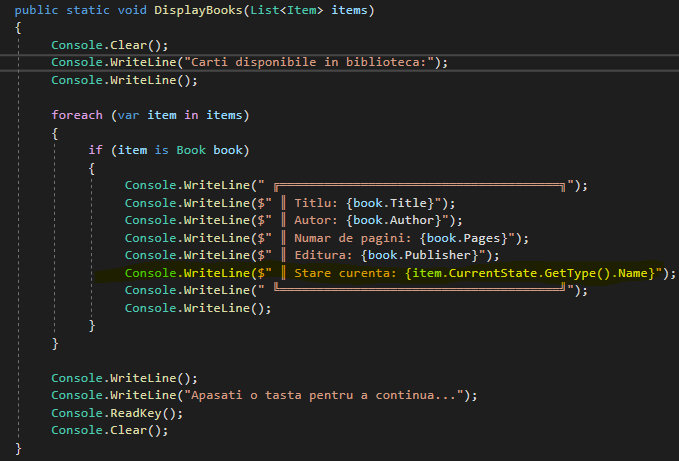 public static void DisplayBooks(List<Item> items)
{
    Console.Clear();
    Console.WriteLine("Carti disponibile in biblioteca:");
    Console.WriteLine();

    foreach (var item in items)
    {
        if (item is Book book)
        {
            Console.WriteLine(" ╔══════════════════════════════════════╗");
            Console.WriteLine($" ║ Titlu: {book.Title}");
            Console.WriteLine($" ║ Autor: {book.Author}");
            Console.WriteLine($" ║ Numar de pagini: {book.Pages}");
            Console.WriteLine($" ║ Editura: {book.Publisher}");
            Console.WriteLine($" ║ Stare curenta: {item.CurrentState.GetType().Name}");
            Console.WriteLine(" ╚══════════════════════════════════════╝");
            Console.WriteLine();
        }
    }

    Console.WriteLine();
    Console.WriteLine("Apasati o tasta pentru a continua...");
    Console.ReadKey();
    Console.Clear();
}